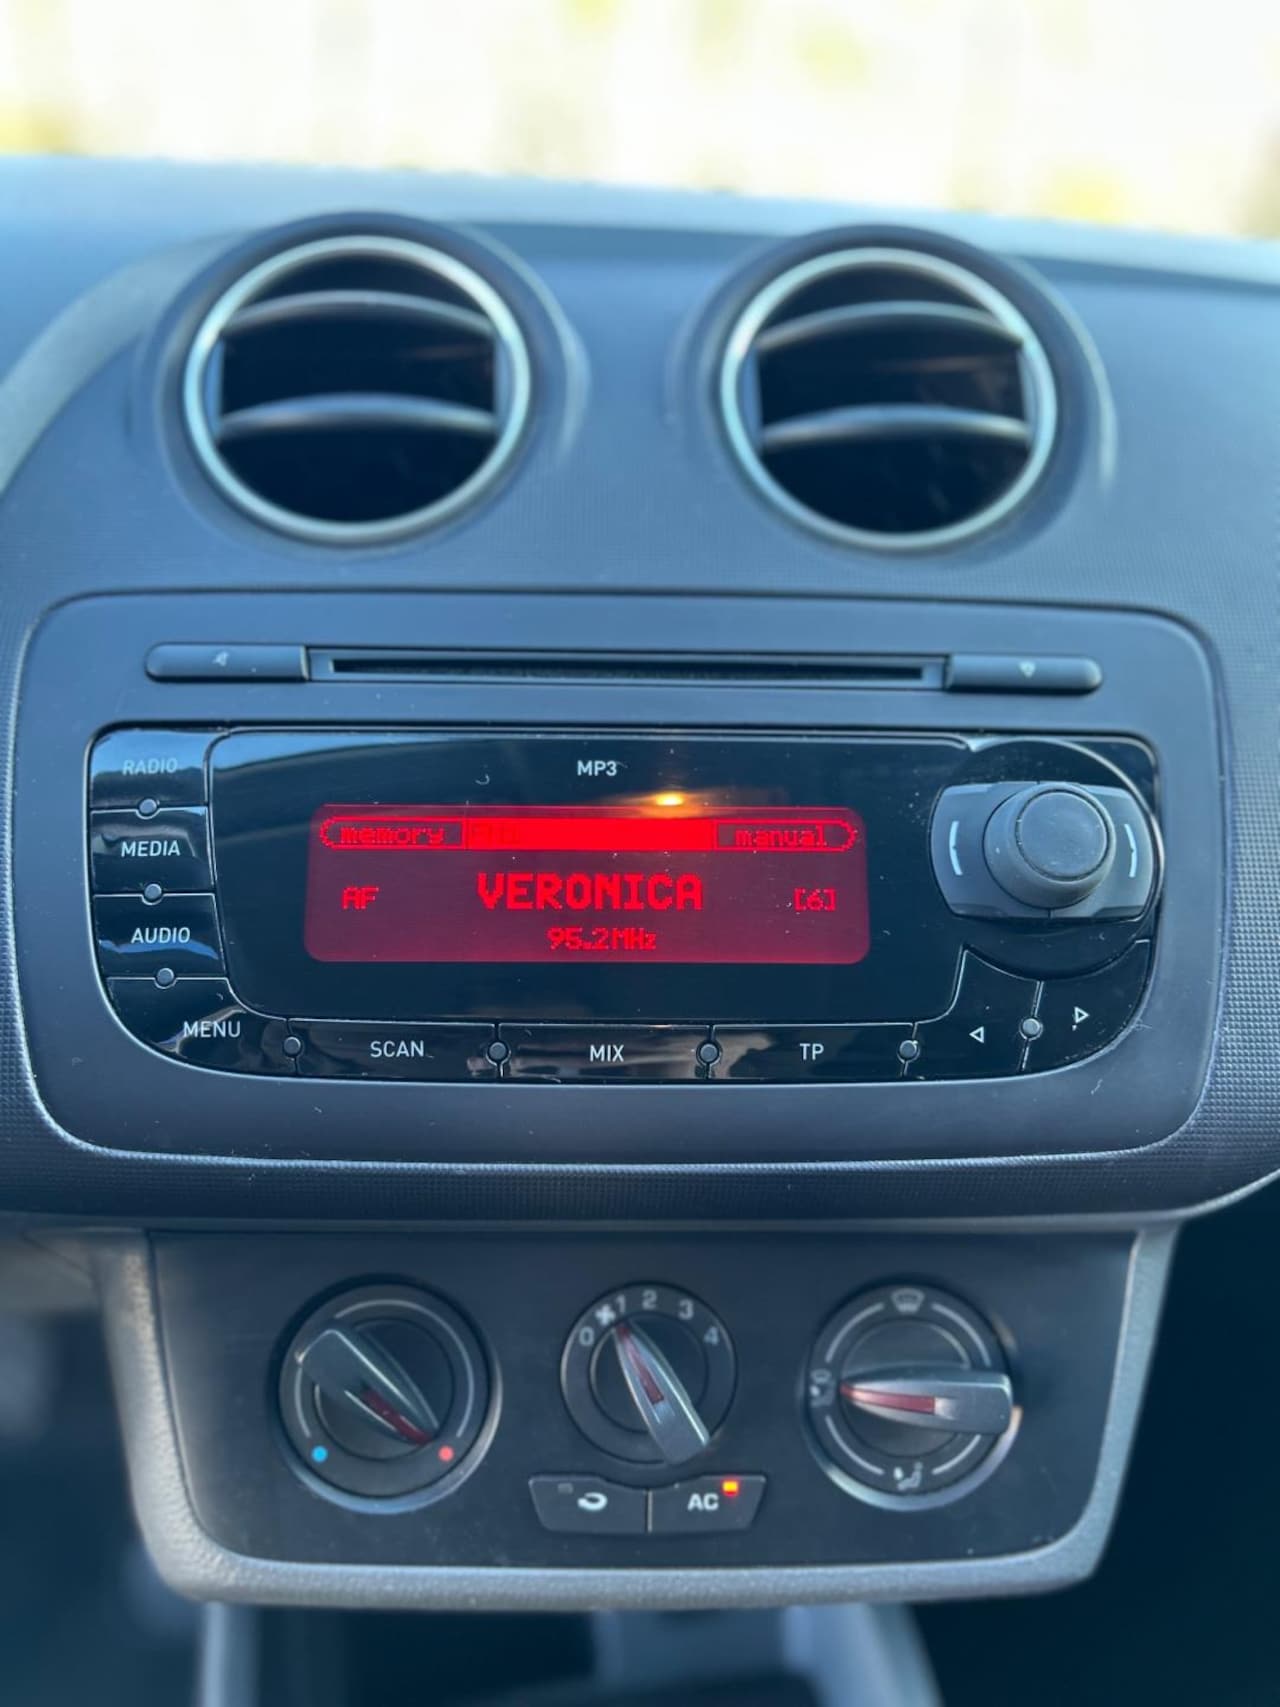 MP3
RADIO
memory
manual
MEDIA
AF
VERONICA
[6]
AUDIO
95.2MHz
MENU
SCAN
MIX
TP
0 1 2 3 4
AC